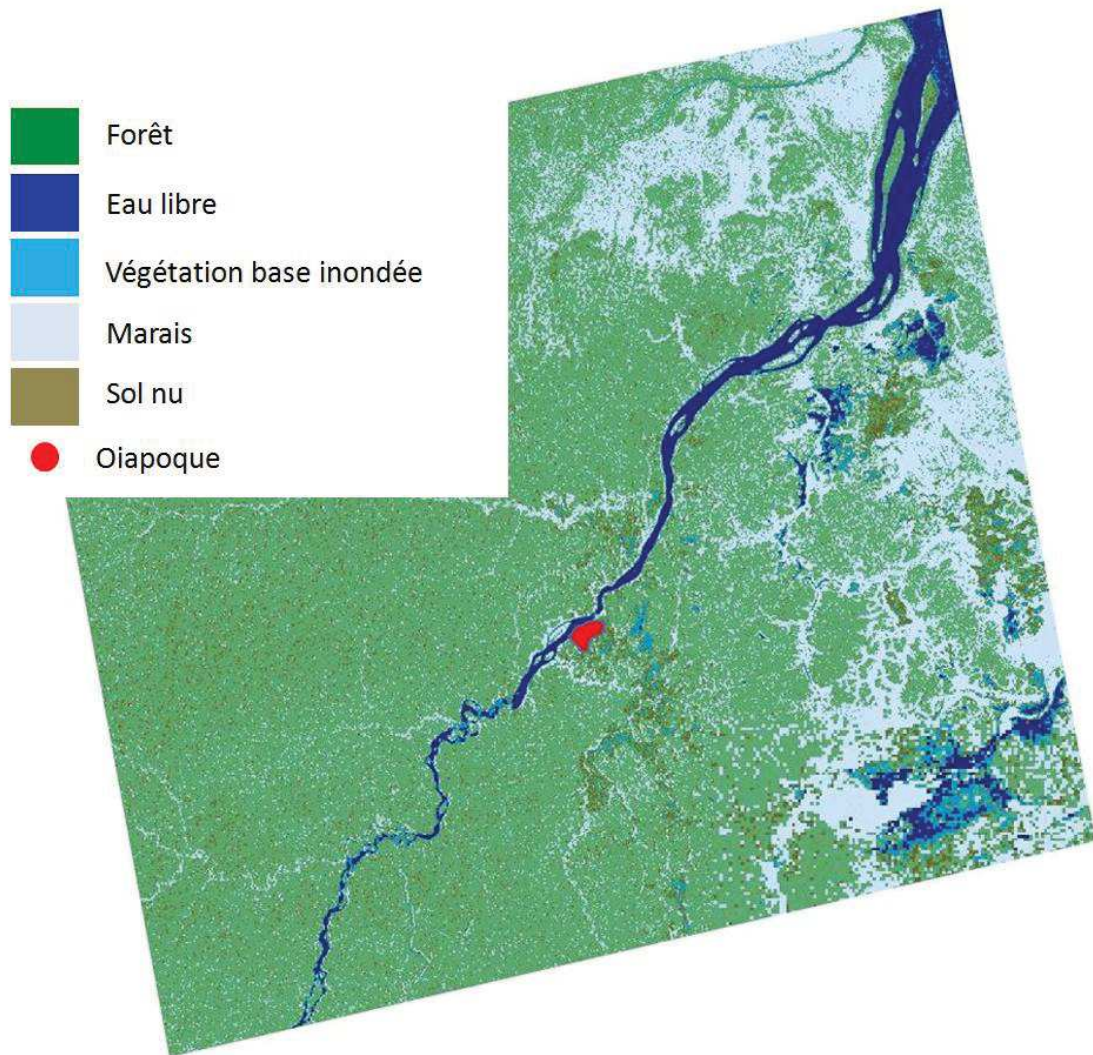 Forêt
Eau libre
Végétation base inondée
Marais
Sol nu
Oiapoque